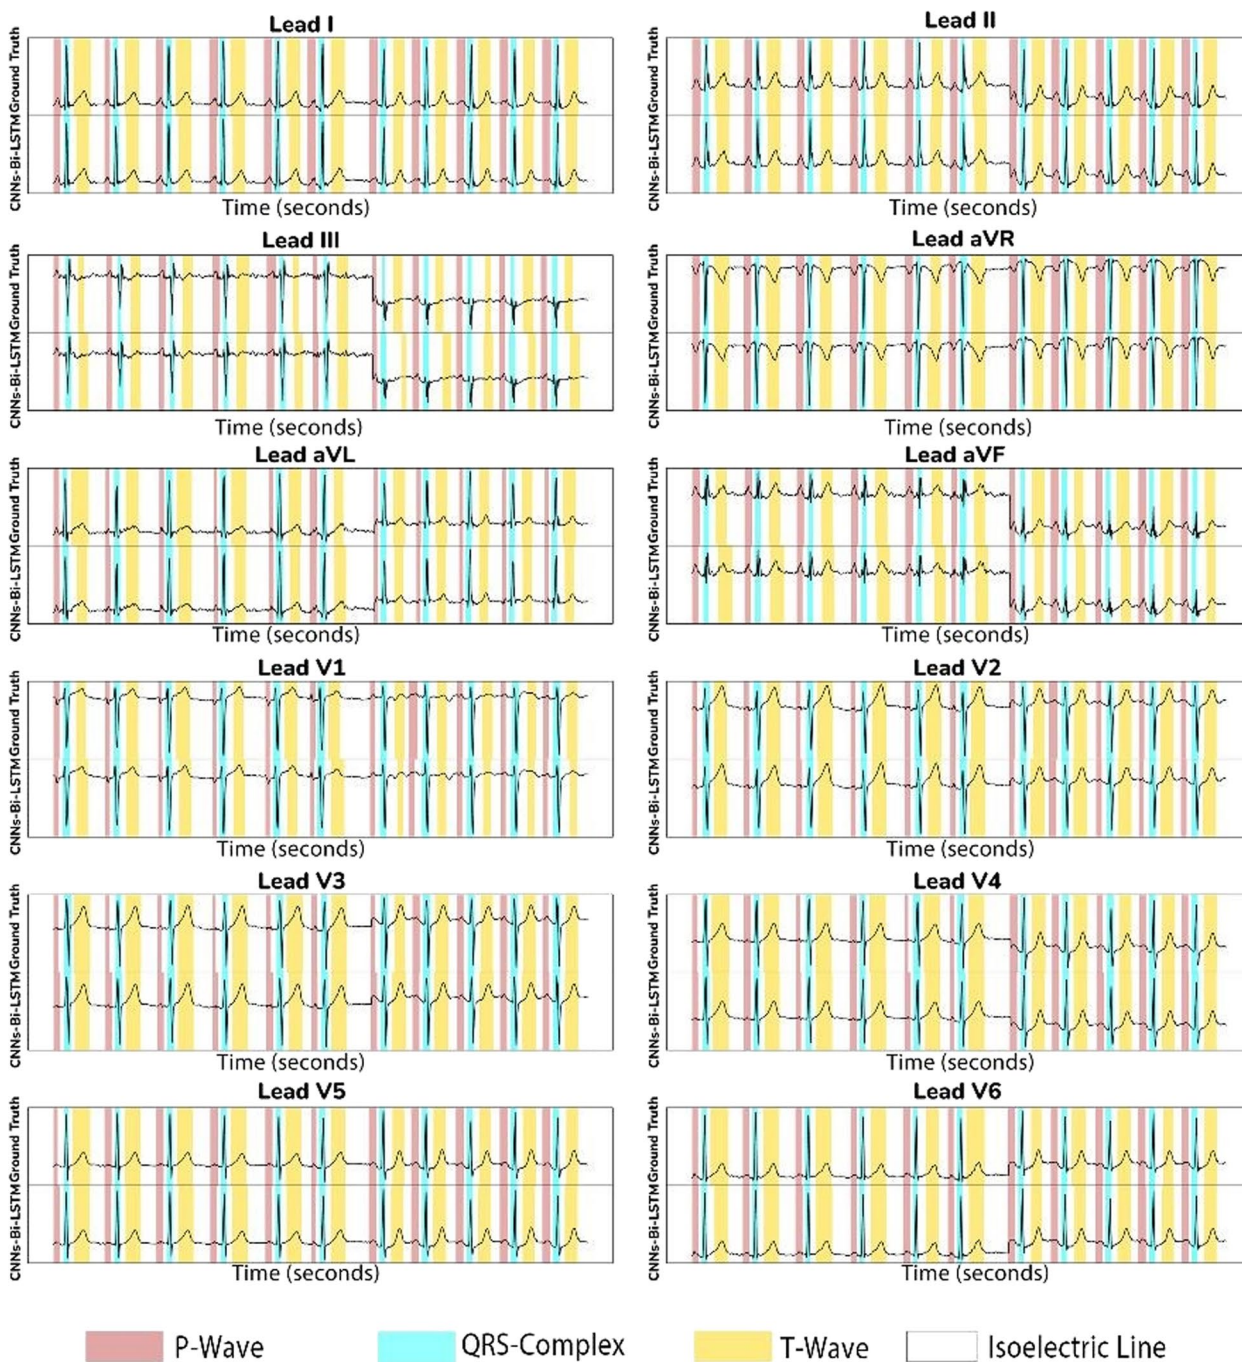 Lead I
Lead II
CNNs-Bi-LSTM Ground Truth
CNNs-Bi-LSTM Ground Truth
Time (seconds)
Time (seconds)
Lead III
Lead aVR
CNNs-Bi-LSTM Ground Truth
CNNs-Bi-LSTM Ground Truth
Time (seconds)
Time (seconds)
Lead aVL
Lead aVF
CNNs-Bi-LSTM Ground Truth
CNNs-Bi-LSTM Ground Truth
Time (seconds)
Time (seconds)
Lead V1
Lead V2
CNNs-Bi-LSTM Ground Truth
CNNs-Bi-LSTM Ground Truth
Time (seconds)
Time (seconds)
Lead V3
Lead V4
CNNs-Bi-LSTM Ground Truth
CNNs-Bi-LSTM Ground Truth
Time (seconds)
Time (seconds)
Lead V5
Lead V6
CNNs-Bi-LSTM Ground Truth
CNNs-Bi-LSTM Ground Truth
Time (seconds)
Time (seconds)
P-Wave QRS-Complex T-Wave Isoelectric Line